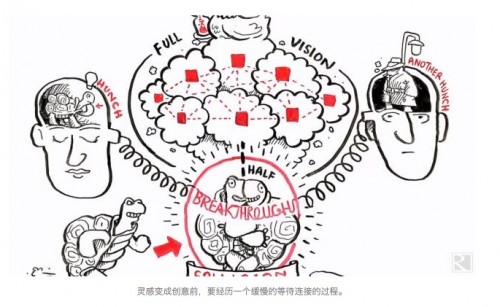 FULL VISION
HUNCH
ANOTHER HUNCH
HALF
BREAKTHROUGH
COLLISION
灵感变成创意前，要经历一个缓慢的等待连接的过程。